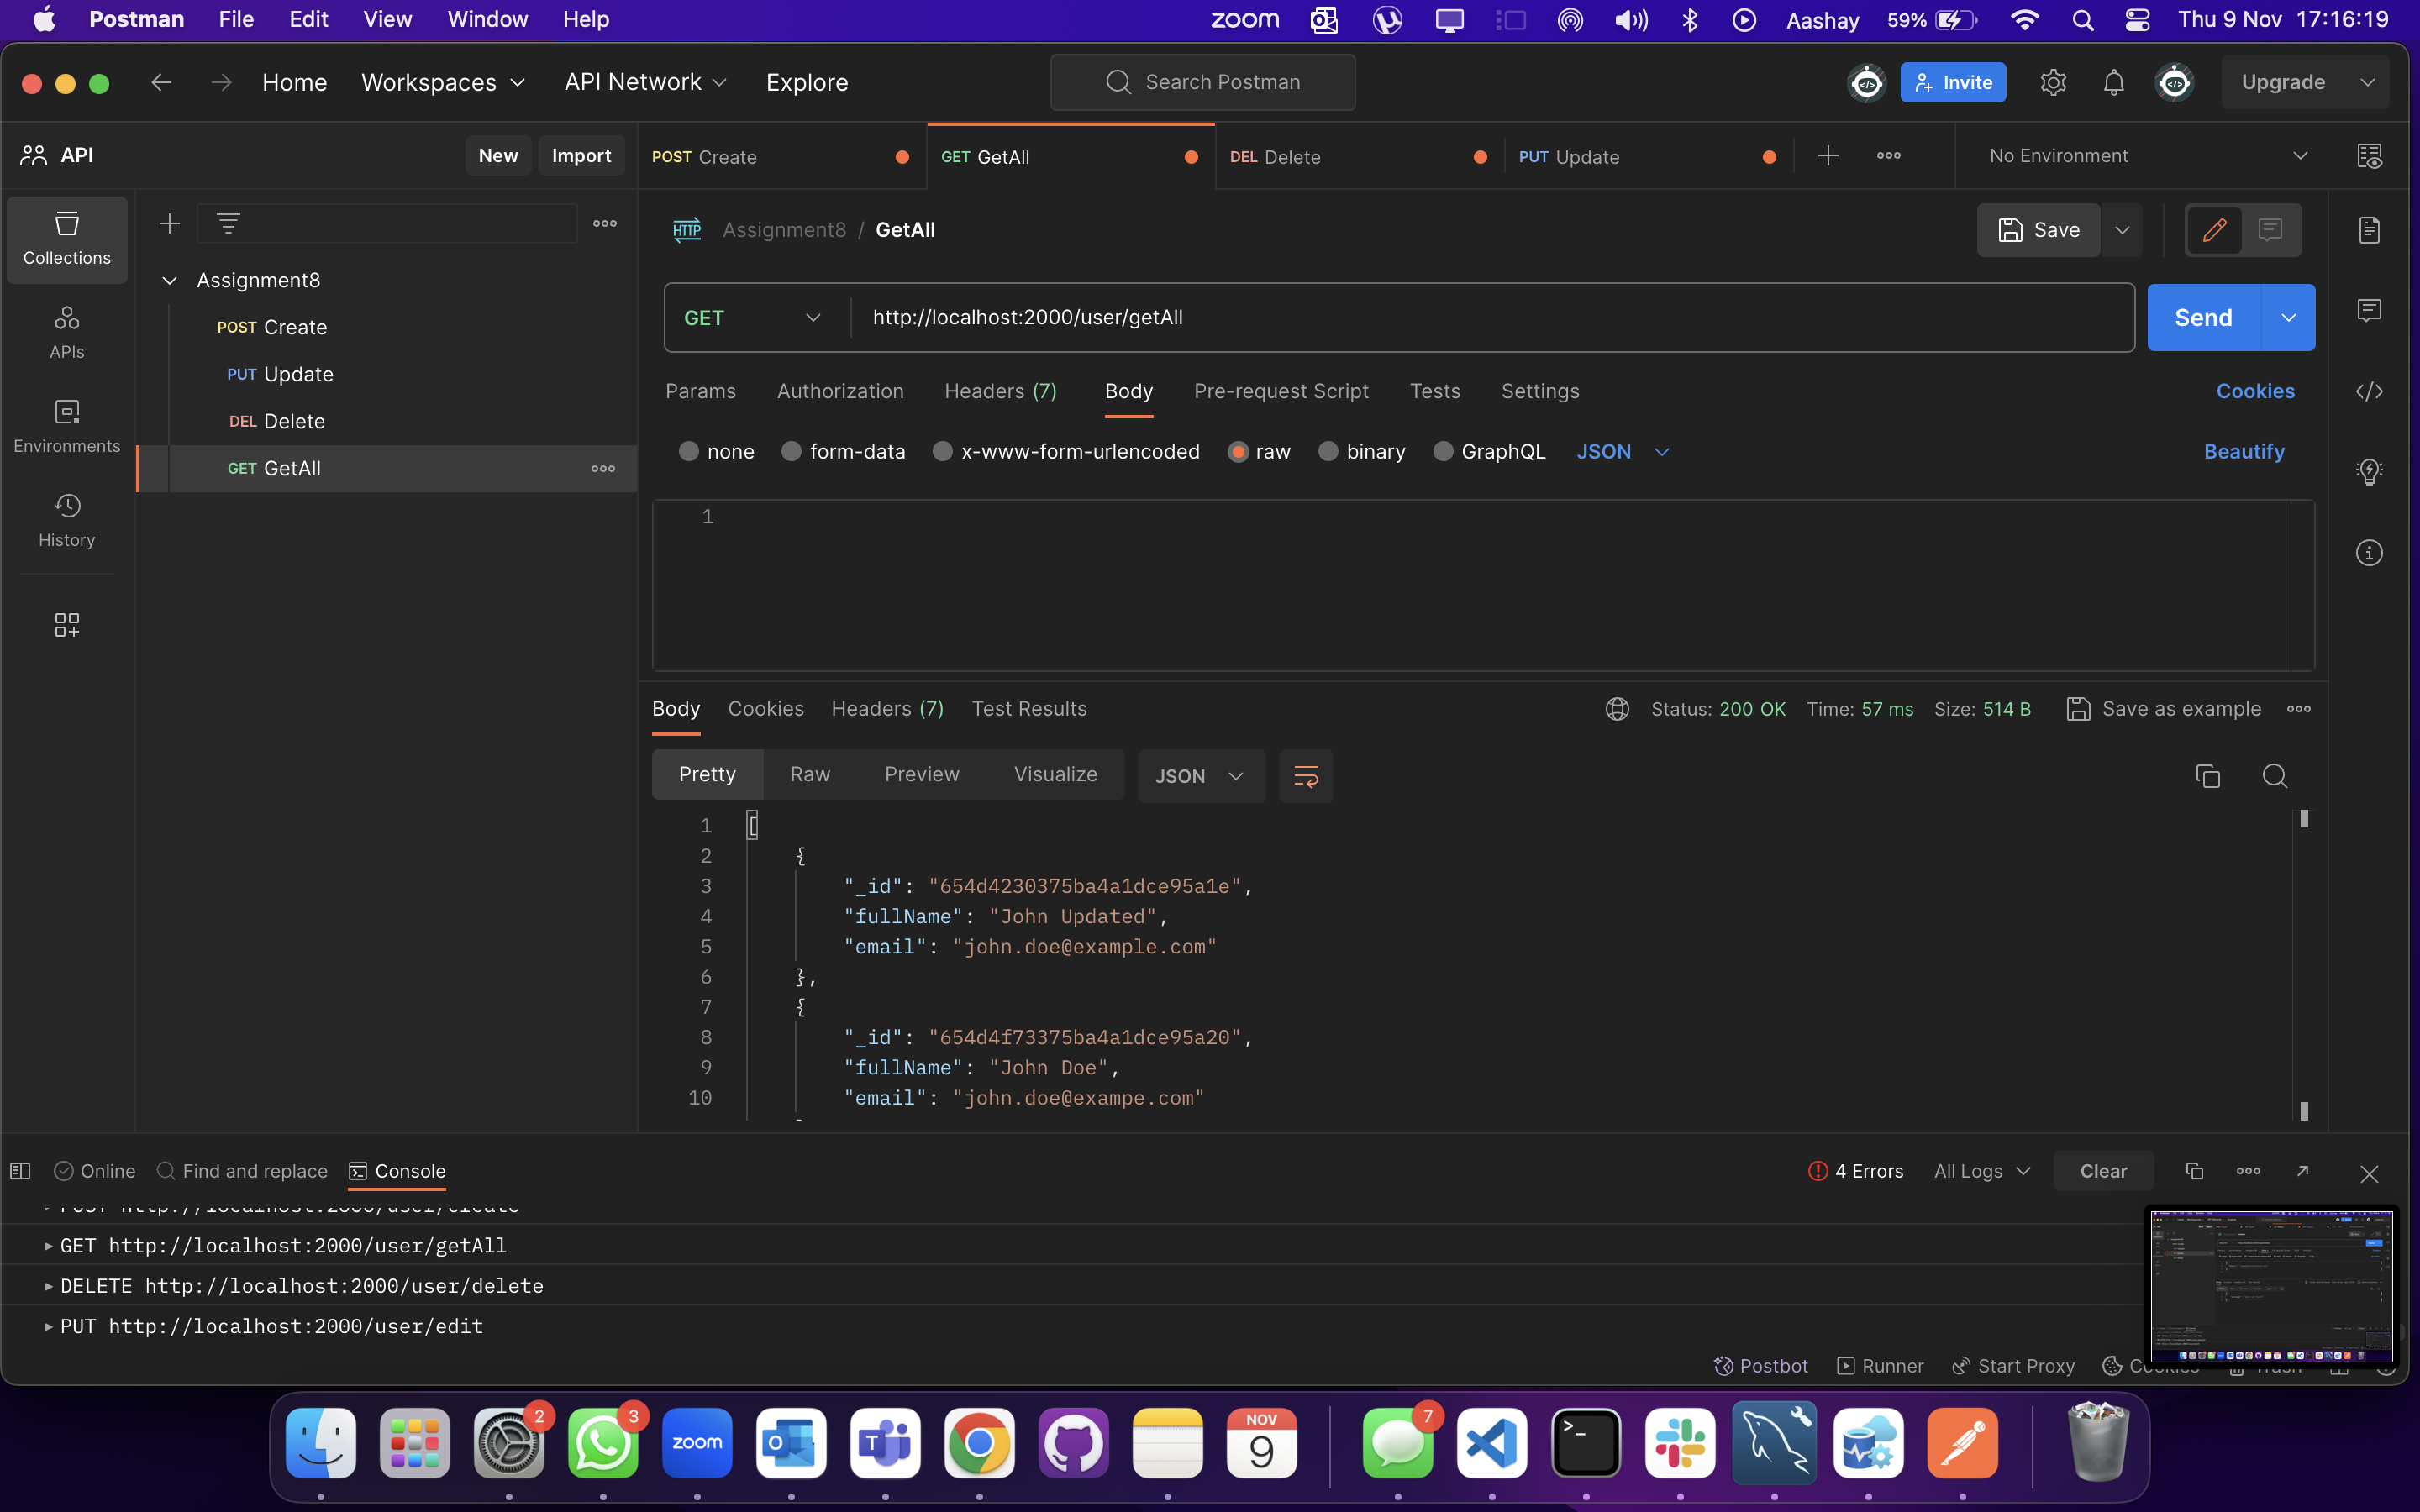 Postman File Edit View Window Help zoom Aashay 59% Thu 9 Nov 17:16:19
Home Workspaces API Network Explore Search Postman Invite Upgrade
API New Import POST Create GET GetAll DEL Delete PUT Update No Environment
Collections
APIs
Environments
History
Assignment8
POST Create
PUT Update
DEL Delete
GET GetAll
HTTP Assignment8 / GetAll Save
GET http://localhost:2000/user/getAll Send
Params Authorization Headers (7) Body Pre-request Script Tests Settings Cookies
none form-data x-www-form-urlencoded raw binary GraphQL JSON Beautify
1
Body Cookies Headers (7) Test Results Status: 200 OK Time: 57 ms Size: 514 B Save as example
Pretty Raw Preview Visualize JSON
1 [
2 {
3 "_id": "654d4230375ba4a1dce95a1e",
4 "fullName": "John Updated",
5 "email": "john.doe@example.com"
6 },
7 {
8 "_id": "654d4f73375ba4a1dce95a20",
9 "fullName": "John Doe",
10 "email": "john.doe@exampe.com"
Online Find and replace Console 4 Errors All Logs Clear
POST http://localhost:2000/user/create
GET http://localhost:2000/user/getAll
DELETE http://localhost:2000/user/delete
PUT http://localhost:2000/user/edit
Postbot Runner Start Proxy Cookies Trash
2 3 zoom NOV 9 7